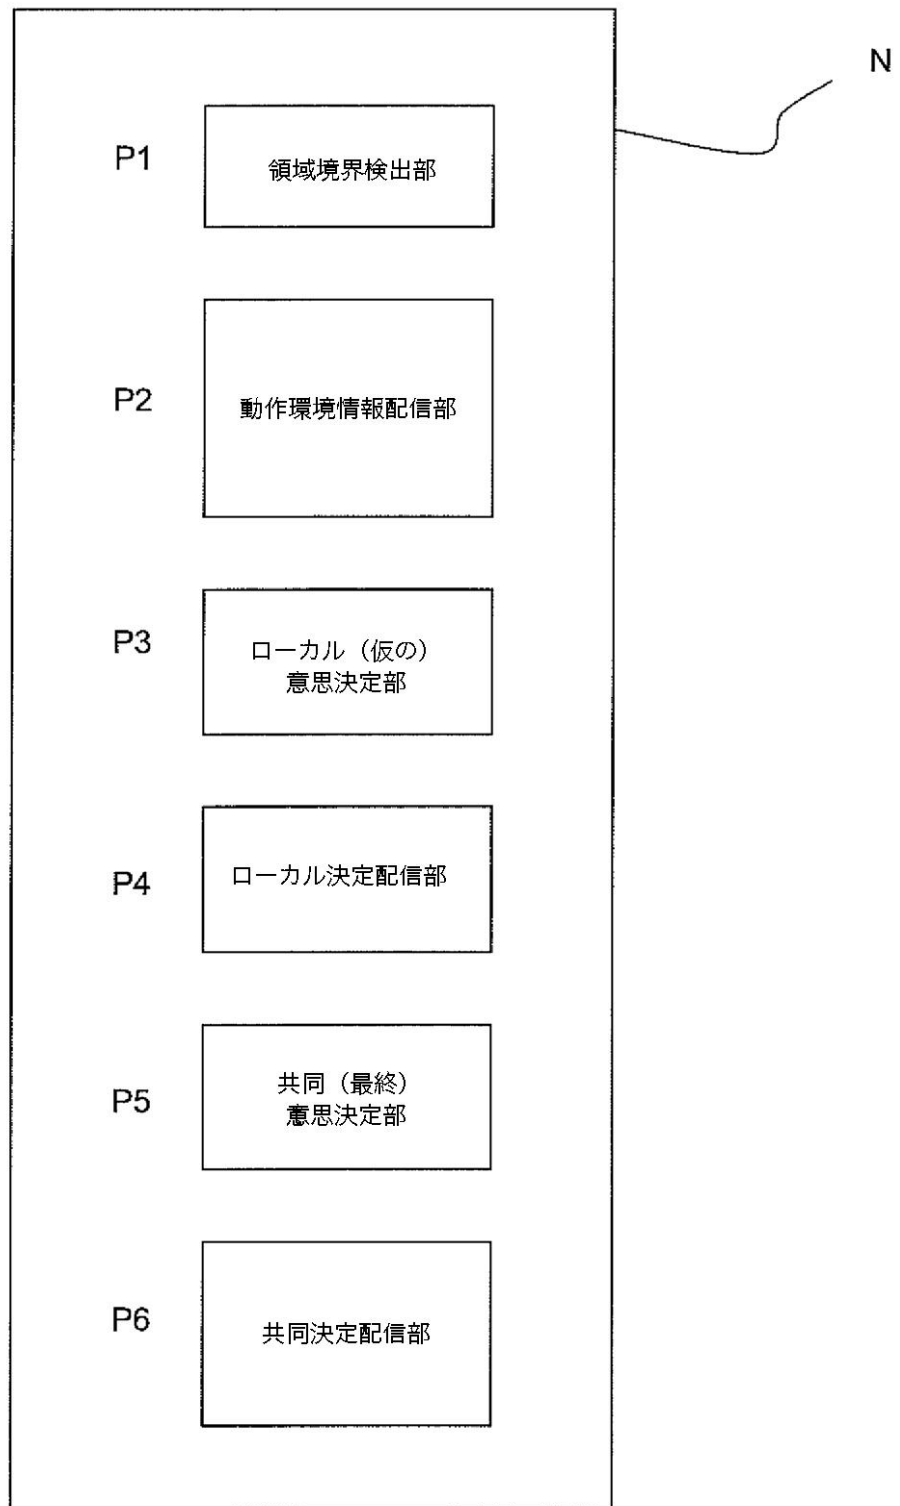 N
P1
領域境界検出部
P2
動作環境情報配信部
P3
ローカル（仮の）
意思決定部
P4
ローカル決定配信部
P5
共同（最終）
意思決定部
P6
共同決定配信部